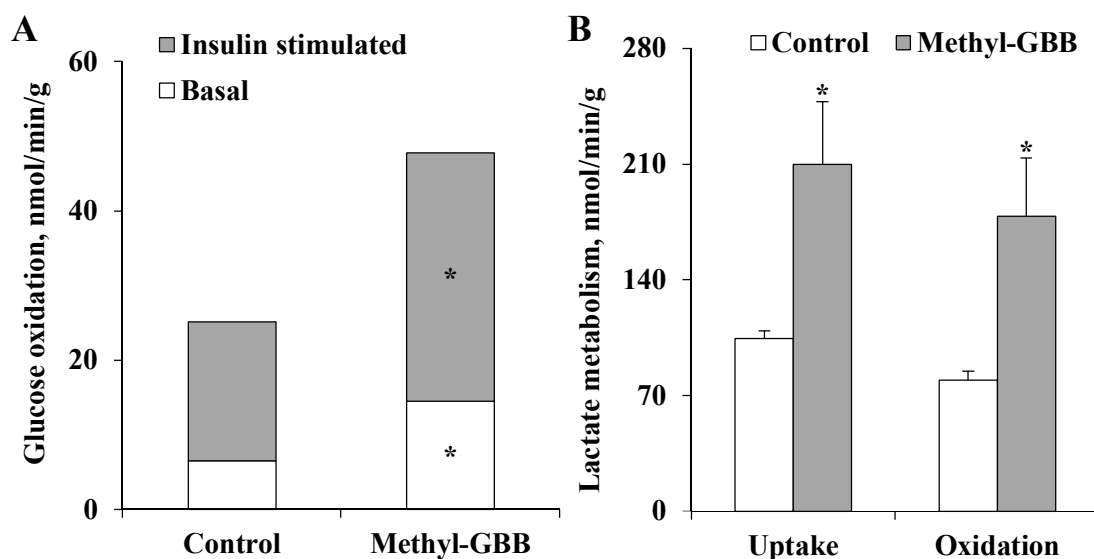 A
Glucose oxidation, nmol/min/g
Insulin stimulated
Basal
60
40
20
0
*
*
Control
Methyl-GBB
B
Lactate metabolism, nmol/min/g
Control
Methyl-GBB
280
210
140
70
0
*
*
Uptake
Oxidation